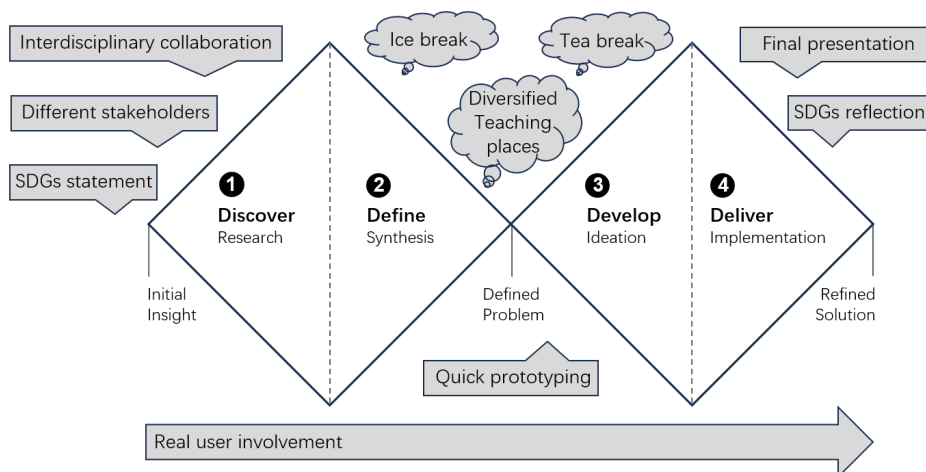 Interdisciplinary collaboration
Different stakeholders
SDGs statement
Ice break
Tea break
Diversified
Teaching
places
Final presentation
SDGs reflection
1
Discover
Research
2
Define
Synthesis
3
Develop
Ideation
4
Deliver
Implementation
Initial
Insight
Defined
Problem
Refined
Solution
Quick prototyping
Real user involvement